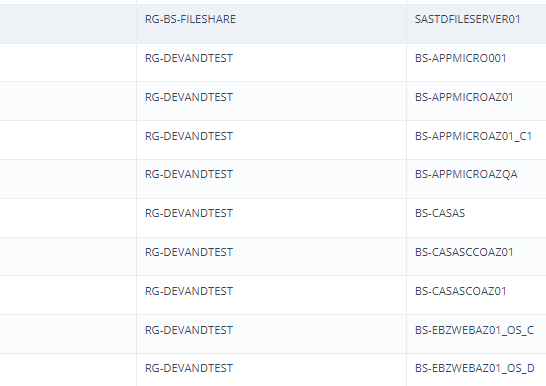 RG-BS-FILESHARE SASTDFILESERVER01
RG-DEVANDTEST BS-APPMICRO001
RG-DEVANDTEST BS-APPMICROAZ01
RG-DEVANDTEST BS-APPMICROAZ01_C1
RG-DEVANDTEST BS-APPMICROAZQA
RG-DEVANDTEST BS-CASAS
RG-DEVANDTEST BS-CASASCCOAZ01
RG-DEVANDTEST BS-CASASCOAZ01
RG-DEVANDTEST BS-EBZWEBAZ01_OS_C
RG-DEVANDTEST BS-EBZWEBAZ01_OS_D